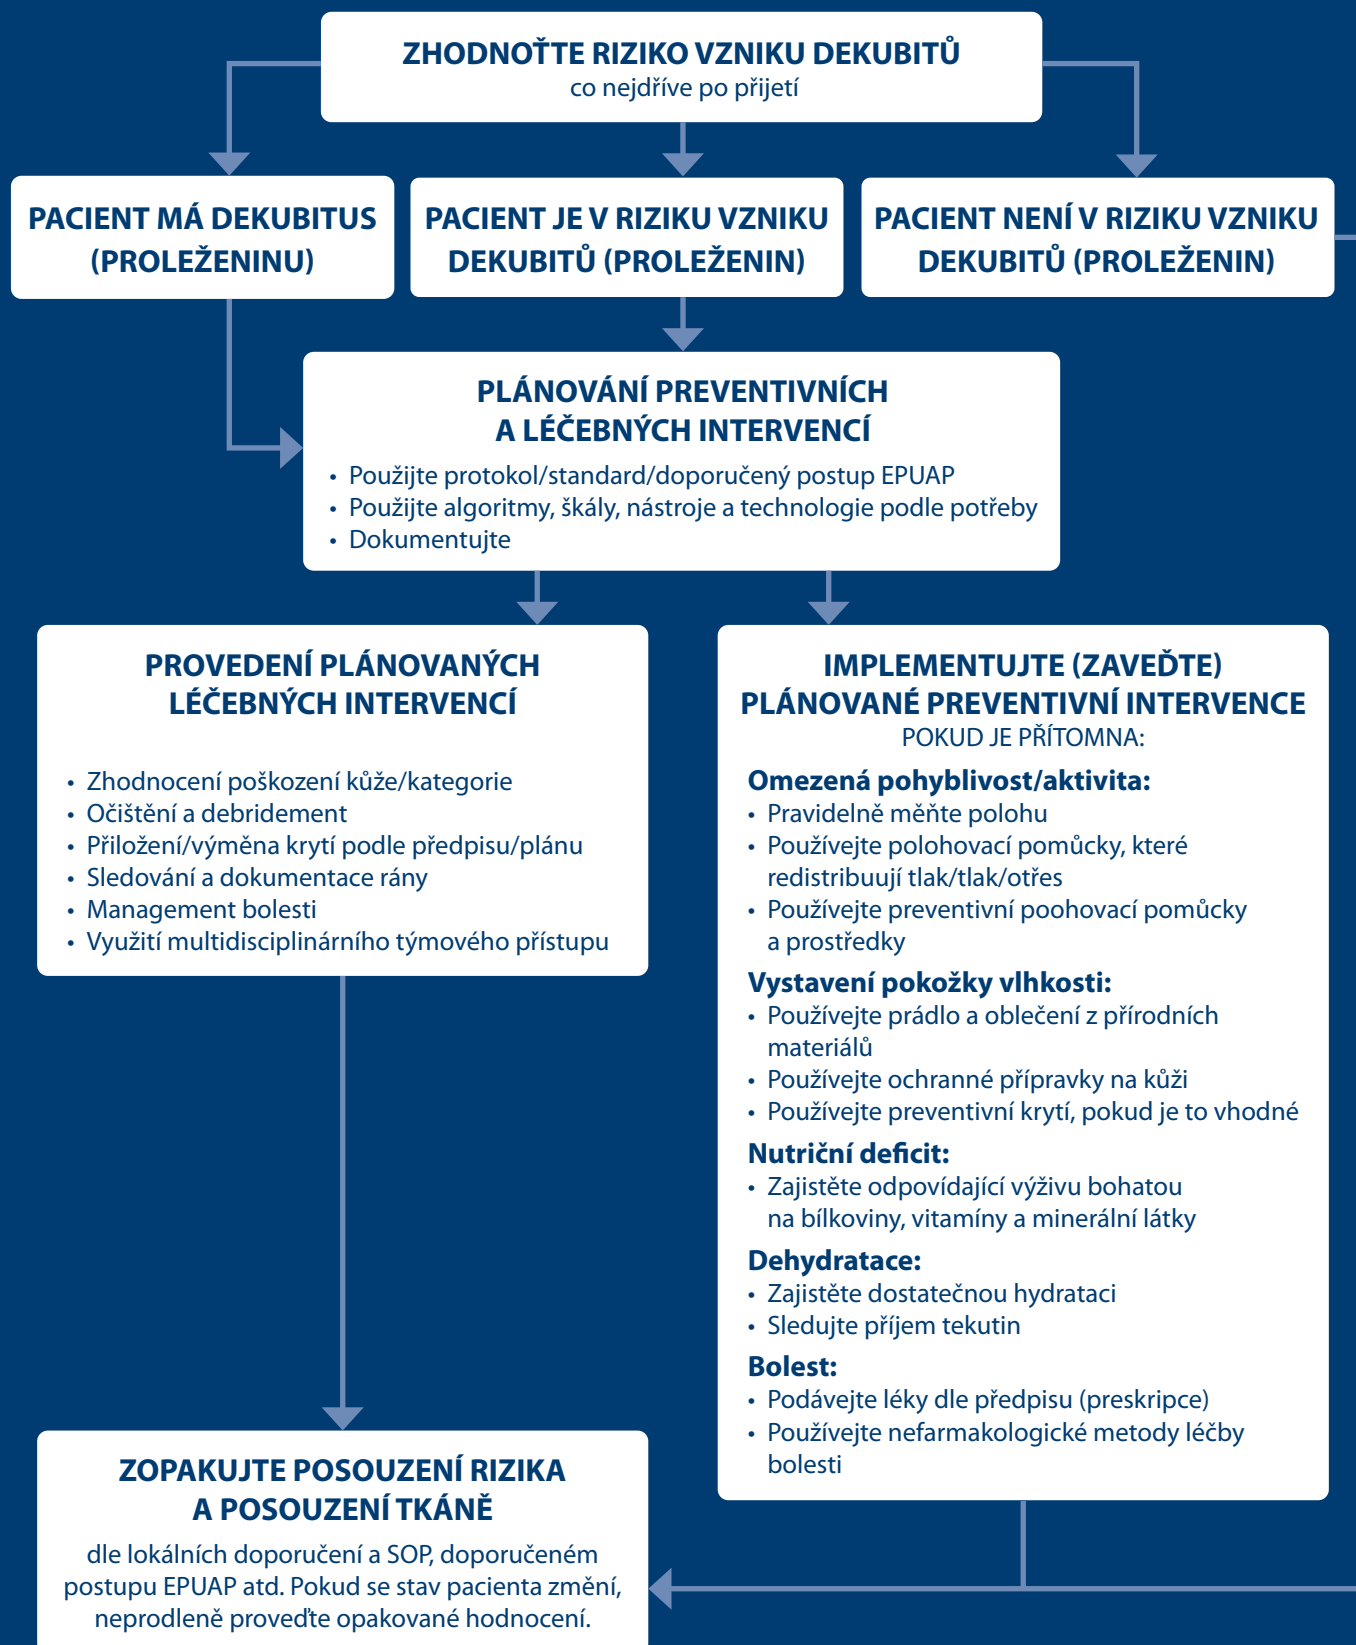 ZHODNOŤTE RIZIKO VZNIKU DEKUBITŮ
co nejdříve po přijetí
PACIENT MÁ DEKUBITUS
(PROLEŽENINU)
PACIENT JE V RIZIKU VZNIKU
DEKUBITŮ (PROLEŽENIN)
PACIENT NENÍ V RIZIKU VZNIKU
DEKUBITŮ (PROLEŽENIN)
PLÁNOVÁNÍ PREVENTIVNÍCH
A LÉČEBNÝCH INTERVENCÍ
• Použijte protokol/standard/doporučený postup EPUAP
• Použijte algoritmy, škály, nástroje a technologie podle potřeby
• Dokumentujte
PROVEDENÍ PLÁNOVANÝCH
LÉČEBNÝCH INTERVENCÍ
• Zhodnocení poškození kůže/kategorie
• Očištění a debridement
• Přiložení/výměna krytí podle předpisu/plánu
• Sledování a dokumentace rány
• Management bolesti
• Využití multidisciplinárního týmového přístupu
IMPLEMENTUJTE (ZAVEĎTE)
PLÁNOVANÉ PREVENTIVNÍ INTERVENCE
POKUD JE PŘÍTOMNA:
Omezená pohyblivost/aktivita:
• Pravidelně měňte polohu
• Používejte polohovací pomůcky, které
redistribuují tlak/tlak/otřes
• Používejte preventivní poohovací pomůcky
a prostředky
Vystavení pokožky vlhkosti:
• Používejte prádlo a oblečení z přírodních
materiálů
• Používejte ochranné přípravky na kůži
• Používejte preventivní krytí, pokud je to vhodné
Nutriční deficit:
• Zajistěte odpovídající výživu bohatou
na bílkoviny, vitamíny a minerální látky
Dehydratace:
• Zajistěte dostatečnou hydrataci
• Sledujte příjem tekutin
Bolest:
• Podávejte léky dle předpisu (preskripce)
• Používejte nefarmakologické metody léčby
bolesti
ZOPAKUJTE POSOUZENÍ RIZIKA
A POSOUZENÍ TKÁNĚ
dle lokálních doporučení a SOP, doporučeném
postupu EPUAP atd. Pokud se stav pacienta změní,
neprodleně proveďte opakované hodnocení.